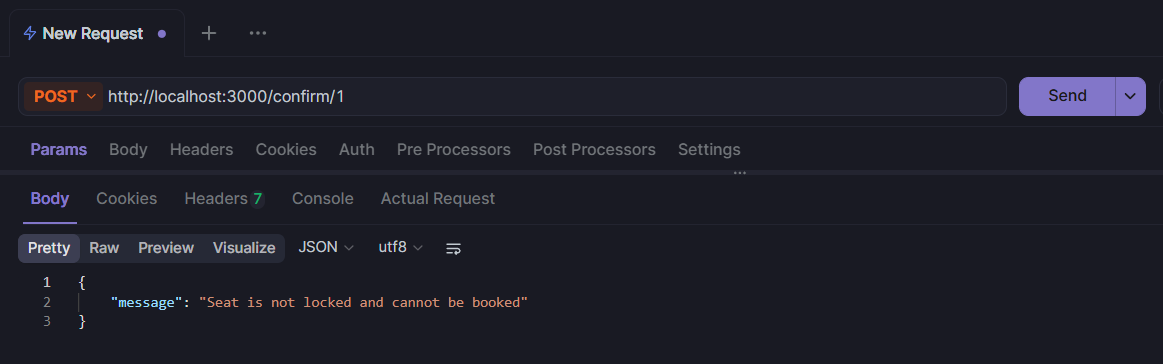 New Request
POST http://localhost:3000/confirm/1 Send
Params Body Headers Cookies Auth Pre Processors Post Processors Settings
Body Cookies Headers 7 Console Actual Request
Pretty Raw Preview Visualize JSON utf8
1 {
2 "message": "Seat is not locked and cannot be booked"
3 }